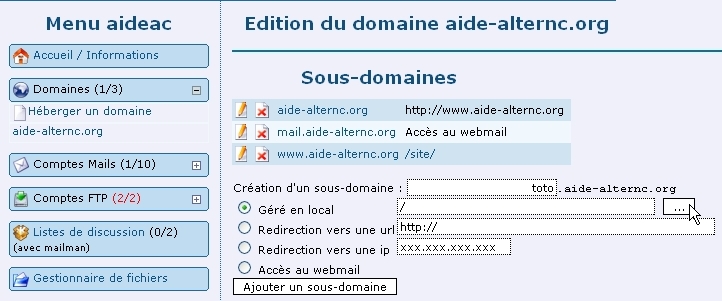 Menu aideac
Accueil / Informations
Domaines (1/3)
Héberger un domaine
aide-alternc.org
Comptes Mails (1/10)
Comptes FTP (2/2)
Listes de discussion (0/2)
(avec mailman)
Gestionnaire de fichiers
Edition du domaine aide-alternc.org
Sous-domaines
aide-alternc.org http://www.aide-alternc.org
mail.aide-alternc.org Accès au webmail
www.aide-alternc.org /site/
Création d'un sous-domaine : toto .aide-alternc.org
Géré en local / ...
Redirection vers une url http://
Redirection vers une ip xxx.xxx.xxx.xxx
Accès au webmail
Ajouter un sous-domaine